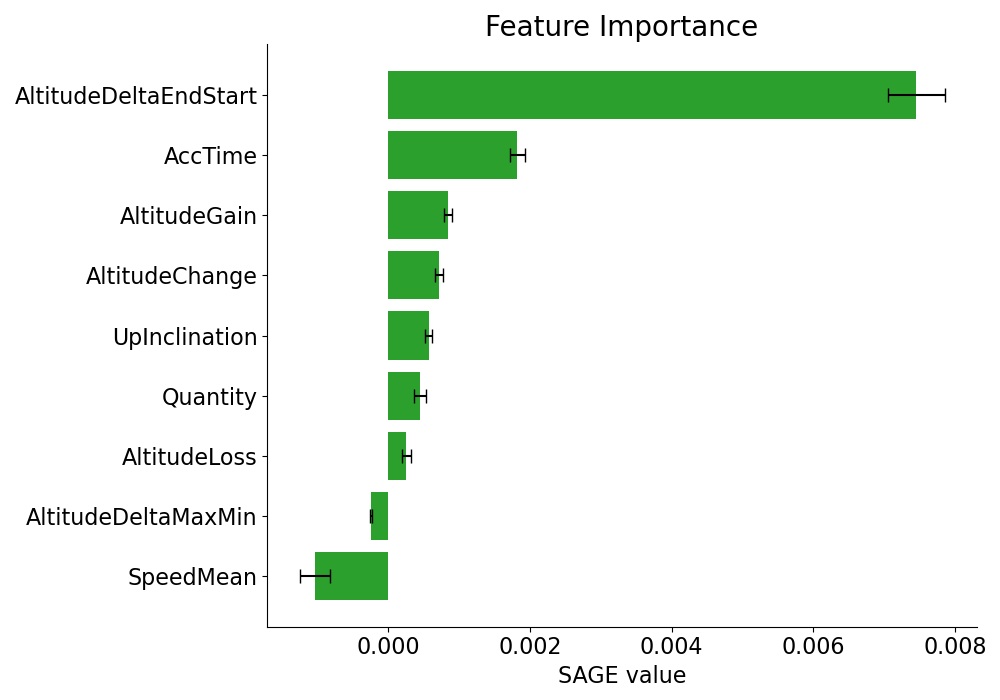 Feature Importance
AltitudeDeltaEndStart
AccTime
AltitudeGain
AltitudeChange
UpInclination
Quantity
AltitudeLoss
AltitudeDeltaMaxMin
SpeedMean
0.000 0.002 0.004 0.006 0.008
SAGE value